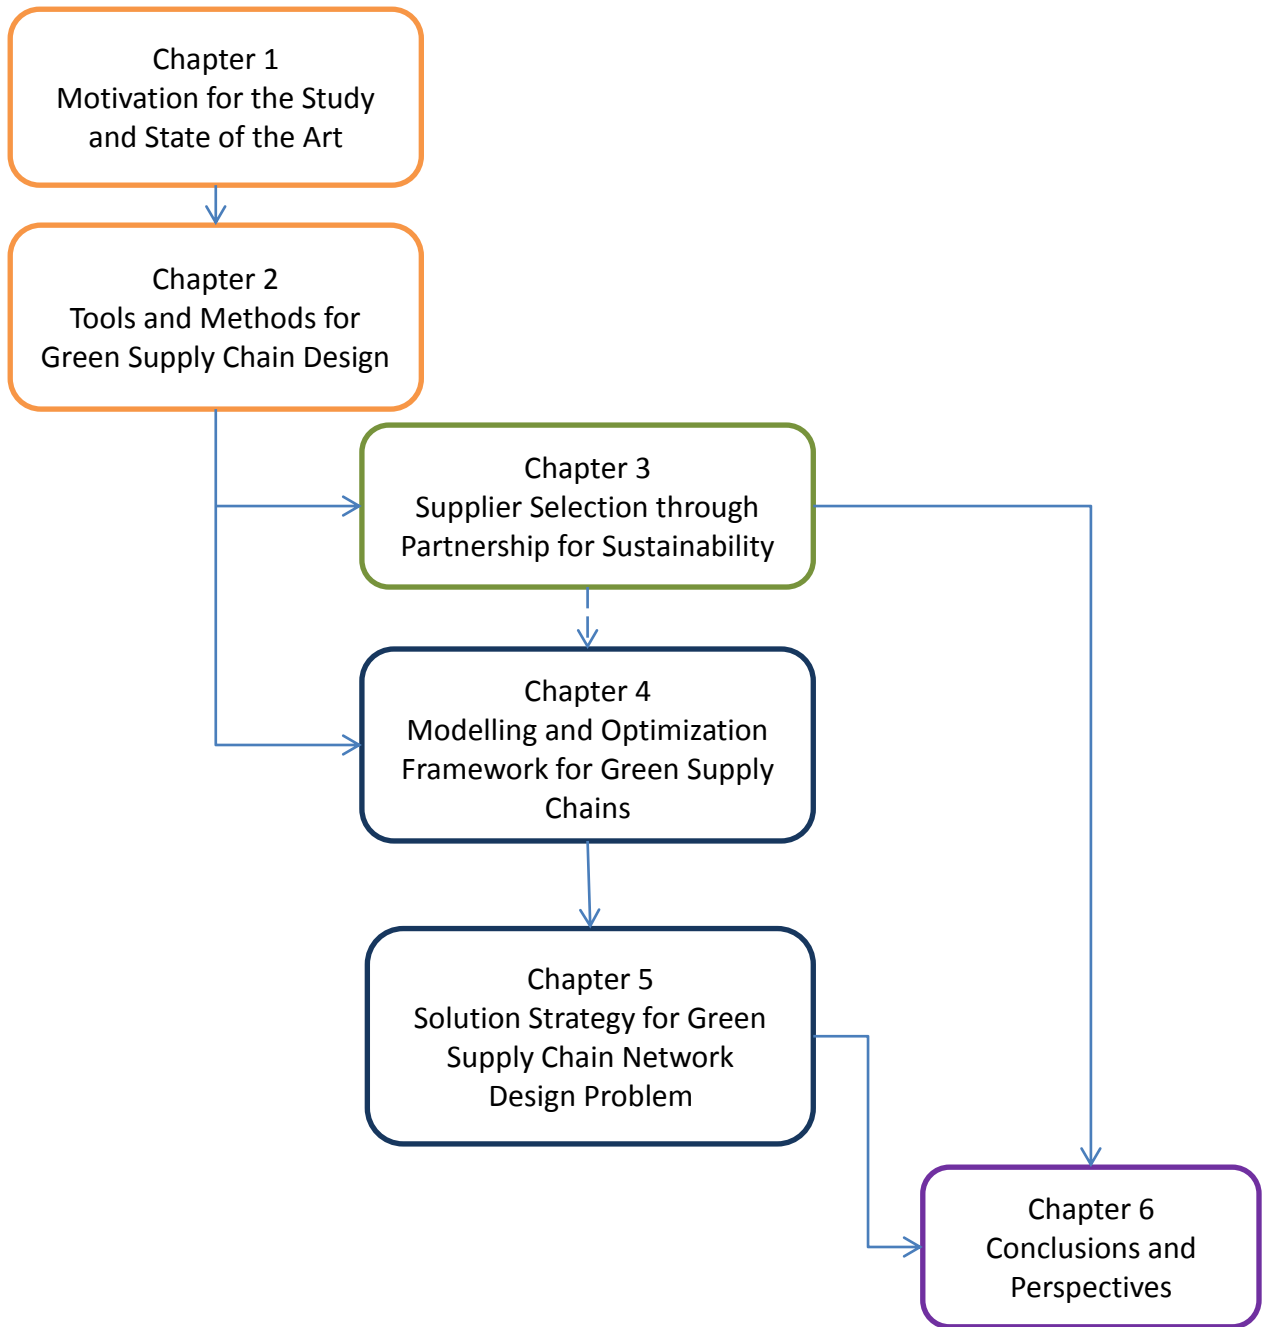 Chapter 1
Motivation for the Study
and State of the Art
Chapter 2
Tools and Methods for
Green Supply Chain Design
Chapter 3
Supplier Selection through
Partnership for Sustainability
Chapter 4
Modelling and Optimization
Framework for Green Supply
Chains
Chapter 5
Solution Strategy for Green
Supply Chain Network
Design Problem
Chapter 6
Conclusions and
Perspectives